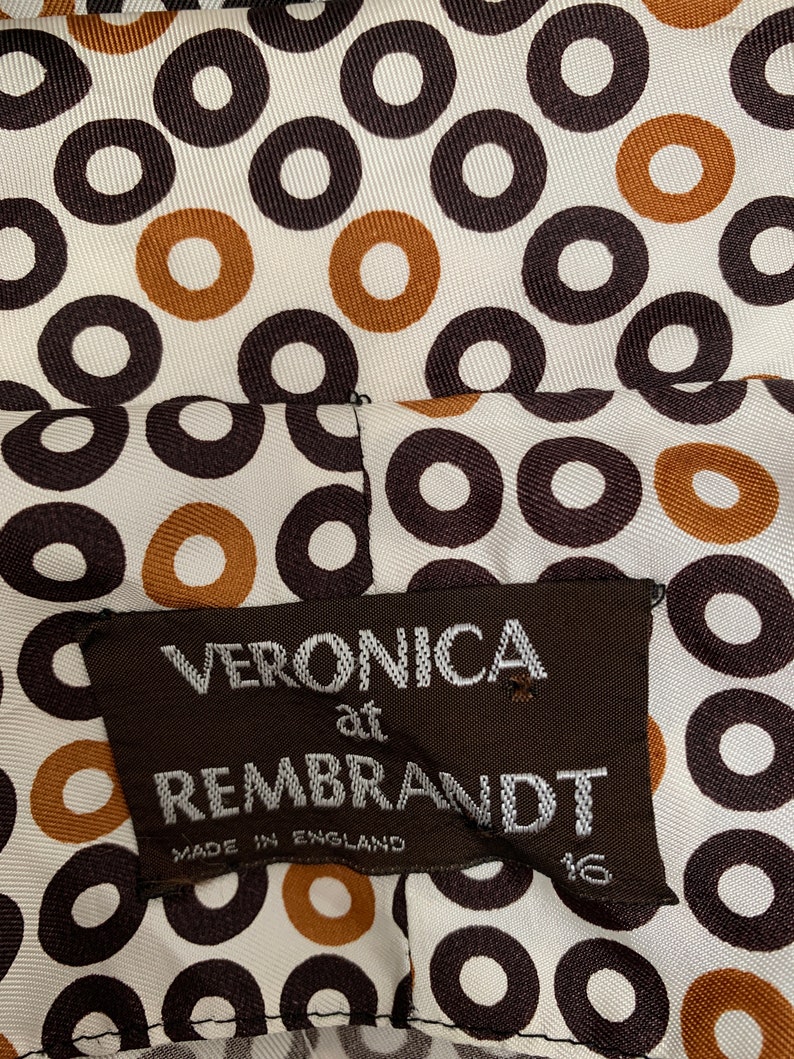 VERONICA
at
REMBRANDT
MADE IN ENGLAND
16